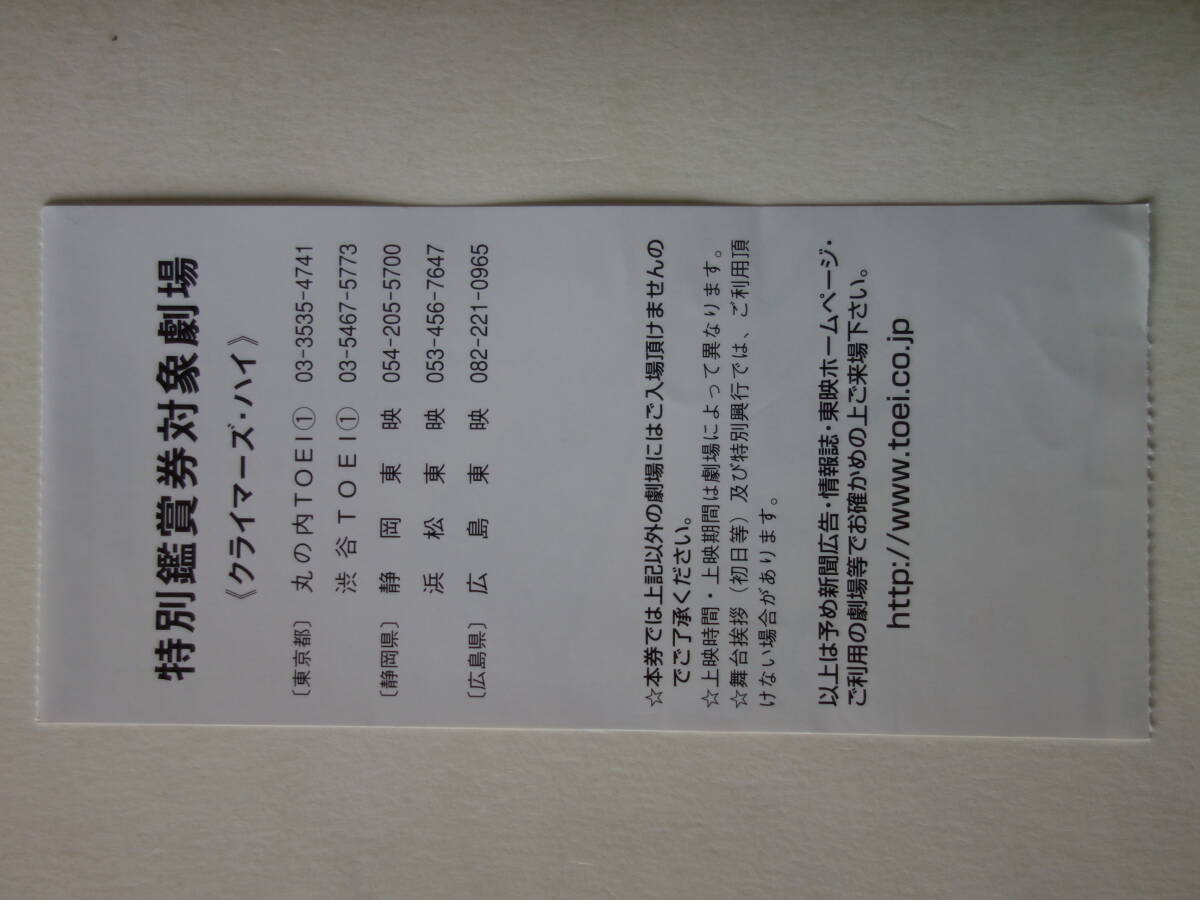 特別鑑賞券対象劇場
《クライマーズ・ハイ》
〔東京都〕 丸の内TOEI① 03-3535-4741
渋谷TOEI① 03-5467-5773
〔静岡県〕 静岡東映 054-205-5700
浜松東映 053-456-7647
〔広島県〕 広島東映 082-221-0965
☆本券では上記以外の劇場にはご入場頂けませんの
でご了承ください。
☆上映時間・上映期間は劇場によって異なります。
☆舞台挨拶（初日等）及び特別興行では、ご利用頂
けない場合があります。
以上は予め新聞広告・情報誌・東映ホームページ・
ご利用の劇場等でお確かめの上ご来場下さい。
http://www.toei.co.jp